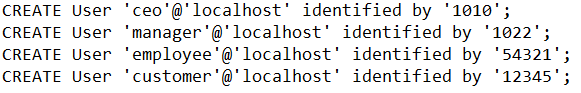 CREATE User 'ceo'@'localhost' identified by '1010';
CREATE User 'manager'@'localhost' identified by '1022';
CREATE User 'employee'@'localhost' identified by '54321';
CREATE User 'customer'@'localhost' identified by '12345';